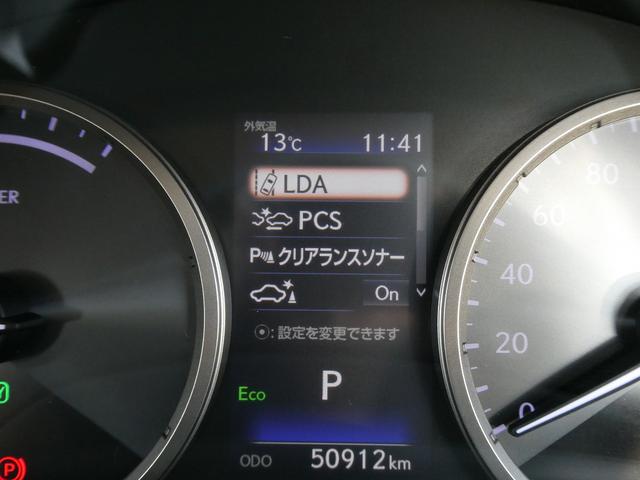 外気温
13℃ 11:41
LDA
PCS
P クリアランスソナー
On
⦿: 設定を変更できます
P
Eco
ODO 50912km
ER
80
60
40
20
0
P